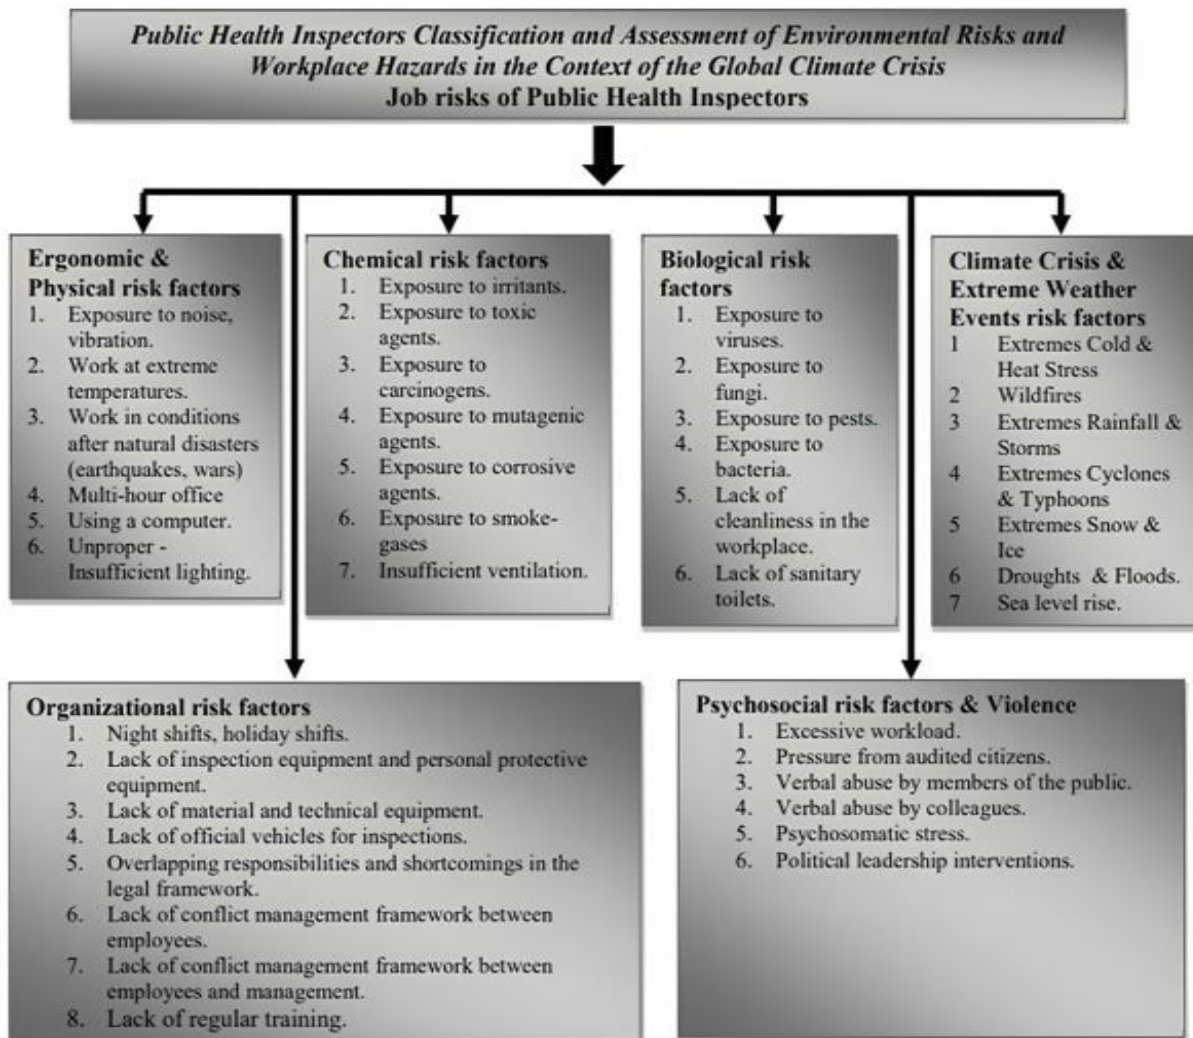 Public Health Inspectors Classification and Assessment of Environmental Risks and
Workplace Hazards in the Context of the Global Climate Crisis
Job risks of Public Health Inspectors
Ergonomic &
Physical risk factors
1. Exposure to noise,
vibration.
2. Work at extreme
temperatures.
3. Work in conditions
after natural disasters
(earthquakes, wars)
4. Multi-hour office
5. Using a computer.
6. Unproper -
Insufficient lighting.
Chemical risk factors
1. Exposure to irritants.
2. Exposure to toxic
agents.
3. Exposure to
carcinogens.
4. Exposure to mutagenic
agents.
5. Exposure to corrosive
agents.
6. Exposure to smoke-
gases
7. Insufficient ventilation.
Biological risk
factors
1. Exposure to
viruses.
2. Exposure to
fungi.
3. Exposure to pests.
4. Exposure to
bacteria.
5. Lack of
cleanliness in the
workplace.
6. Lack of sanitary
toilets.
Climate Crisis &
Extreme Weather
Events risk factors
1 Extremes Cold &
Heat Stress
2 Wildfires
3 Extremes Rainfall &
Storms
4 Extremes Cyclones
& Typhoons
5 Extremes Snow &
Ice
6 Droughts & Floods.
7 Sea level rise.
Organizational risk factors
1. Night shifts, holiday shifts.
2. Lack of inspection equipment and personal protective
equipment.
3. Lack of material and technical equipment.
4. Lack of official vehicles for inspections.
5. Overlapping responsibilities and shortcomings in the
legal framework.
6. Lack of conflict management framework between
employees.
7. Lack of conflict management framework between
employees and management.
8. Lack of regular training.
Psychosocial risk factors & Violence
1. Excessive workload.
2. Pressure from audited citizens.
3. Verbal abuse by members of the public.
4. Verbal abuse by colleagues.
5. Psychosomatic stress.
6. Political leadership interventions.